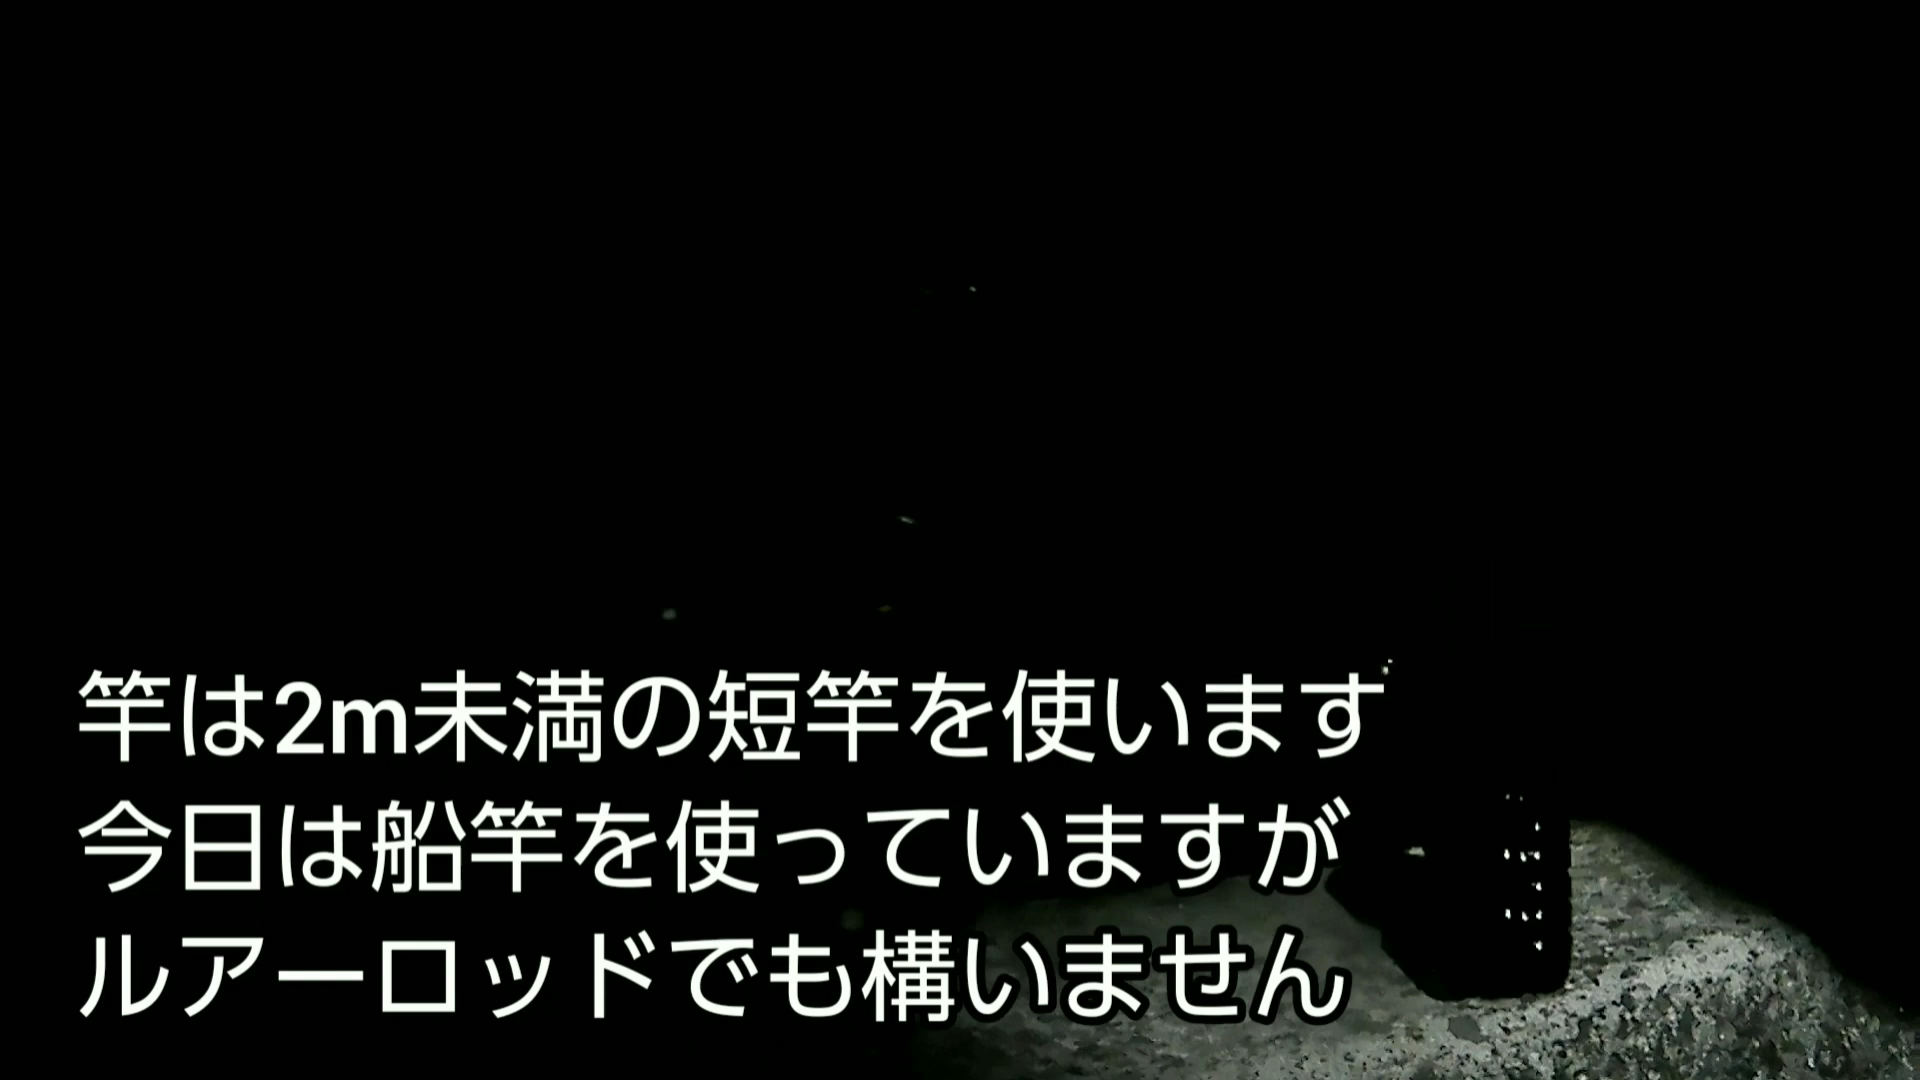 竿は2m未満の短竿を使います
今日は船竿を使っていますが
ルアーロッドでも構いません